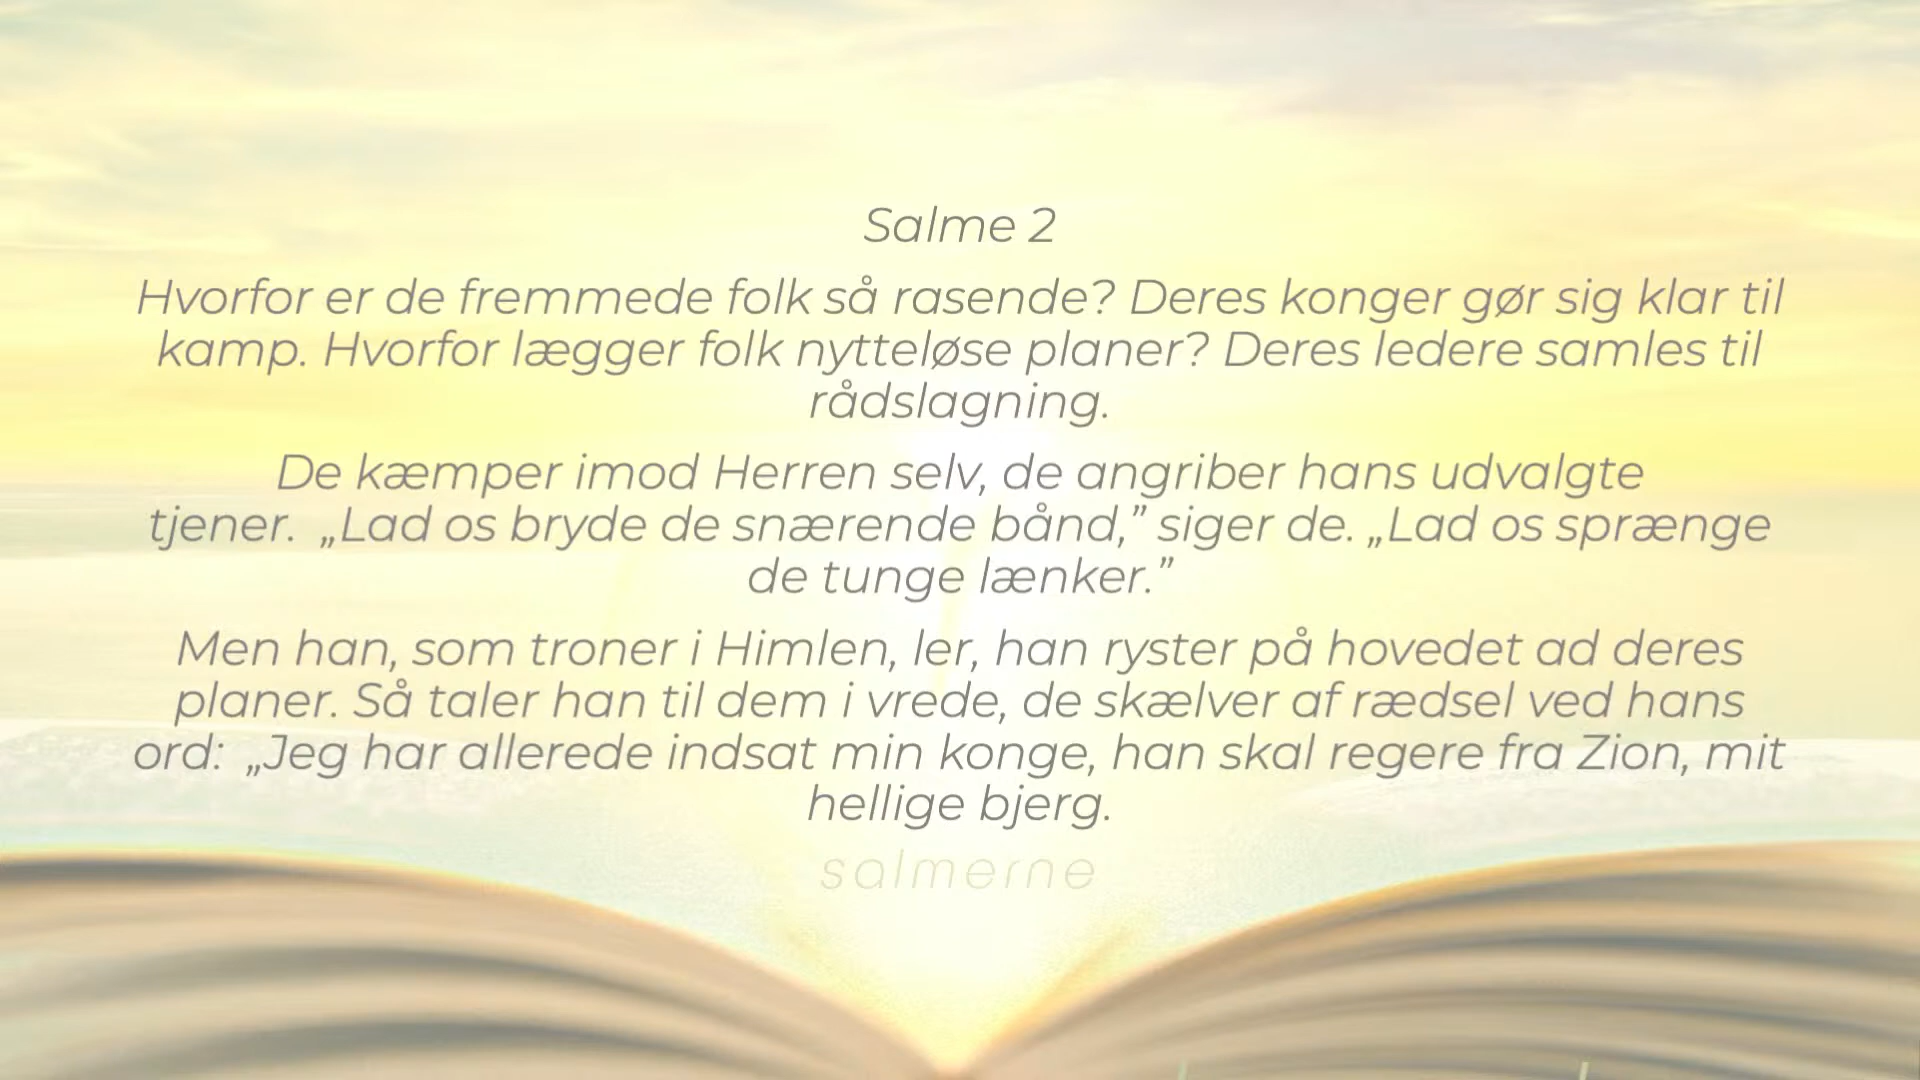 Salme 2
Hvorfor er de fremmede folk så rasende? Deres konger gør sig klar til
kamp. Hvorfor lægger folk nytteløse planer? Deres ledere samles til
rådslagning.
De kæmper imod Herren selv, de angriber hans udvalgte
tjener. „Lad os bryde de snærende bånd,” siger de. „Lad os sprænge
de tunge lænker.”
Men han, som troner i Himlen, ler, han ryster på hovedet ad deres
planer. Så taler han til dem i vrede, de skælver af rædsel ved hans
ord: „Jeg har allerede indsat min konge, han skal regere fra Zion, mit
hellige bjerg.
salmerne